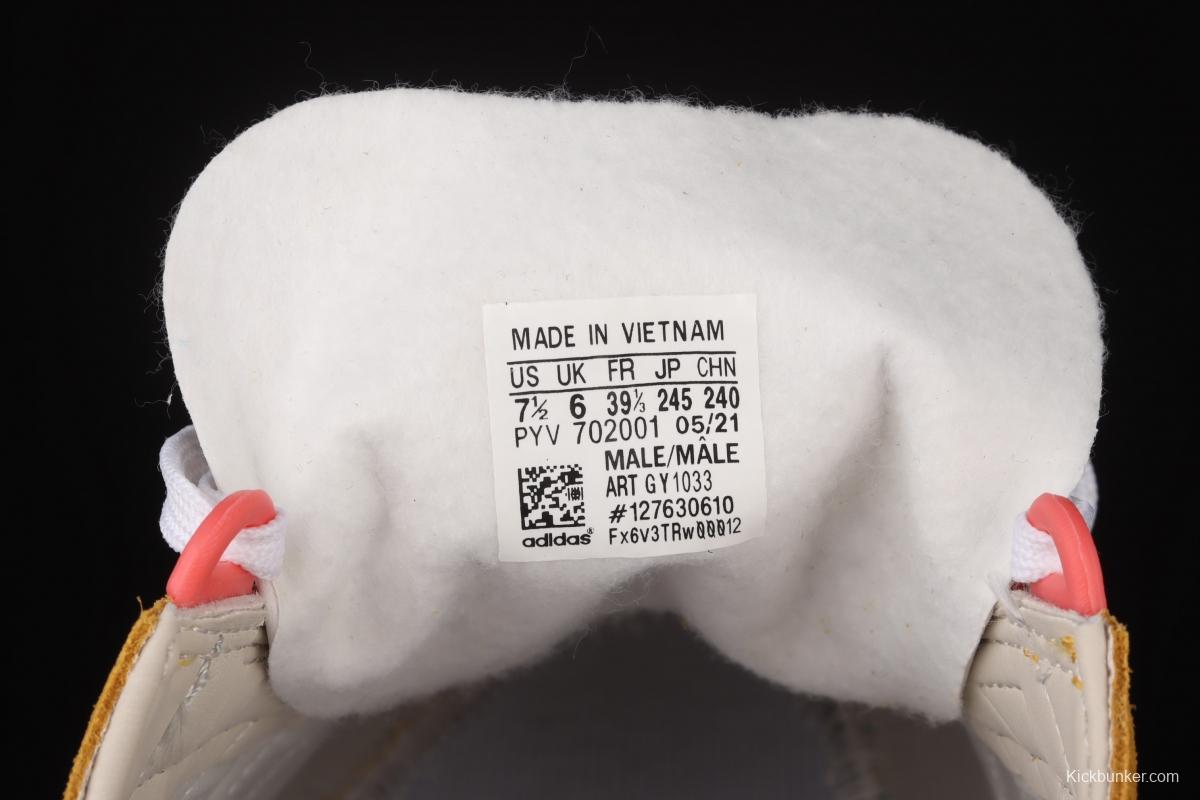 MADE IN VIETNAM
US UK FR JP CHN
7½ 6 39⅓ 245 240
PYV 702001 05/21
MALE/MÂLE
ART GY1033
#127630610
adidas® Fx6v3TRw00012
Kickbunker.com